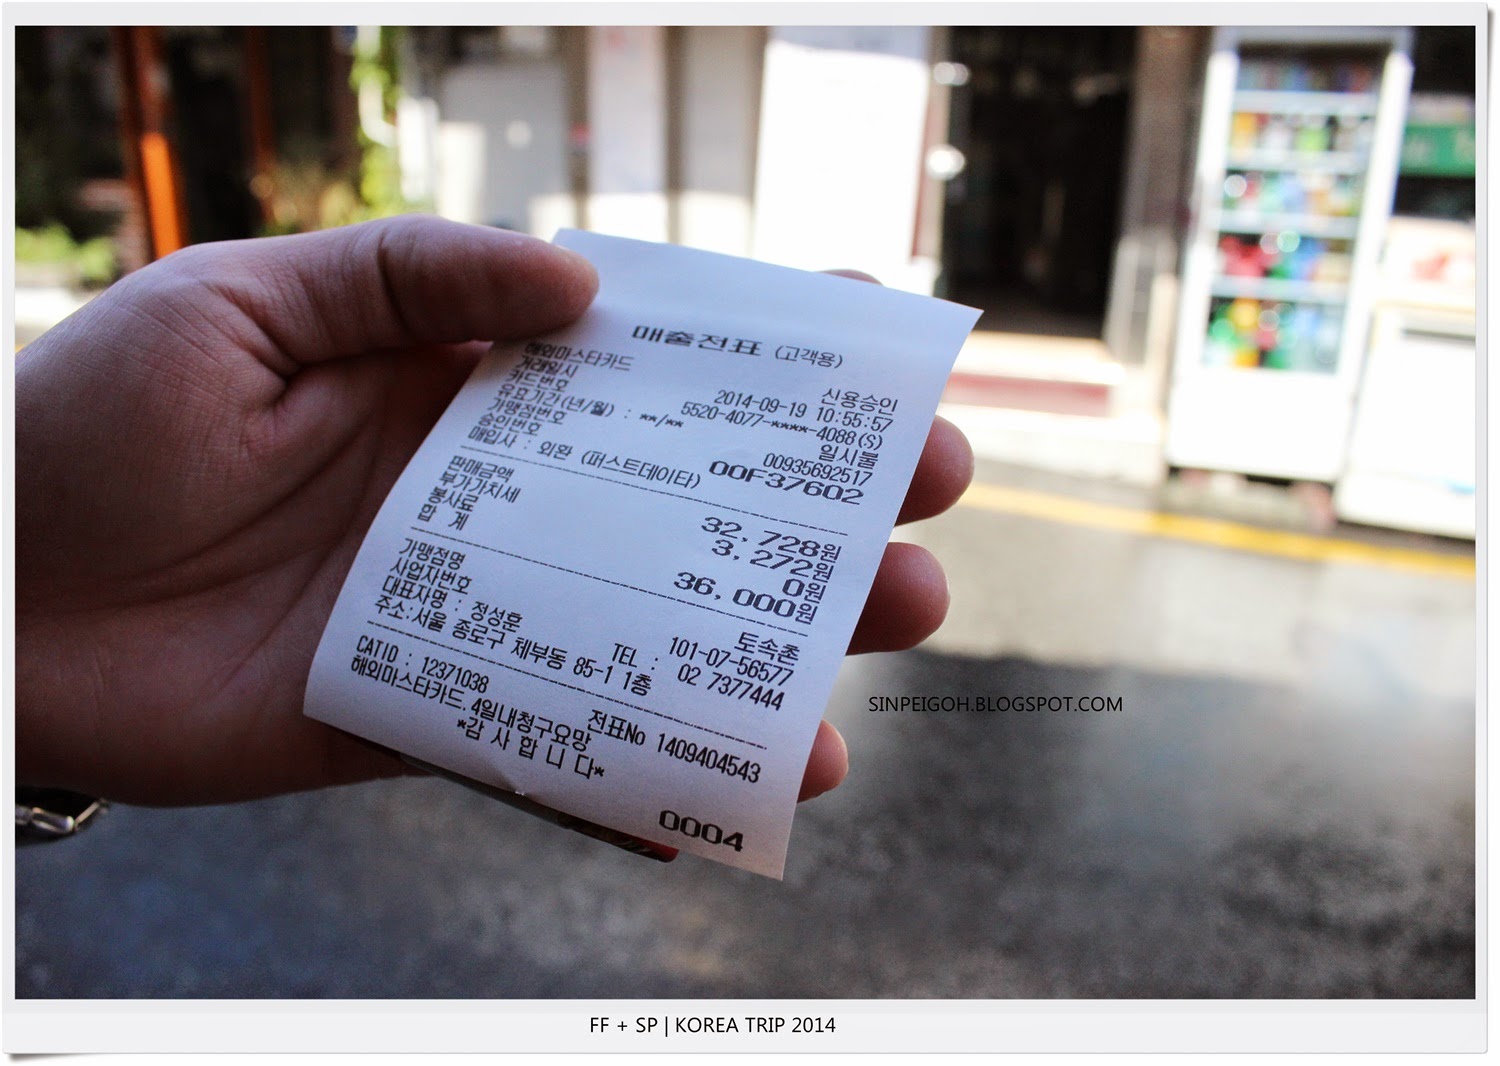 매출전표 (고객용)
해외마스타카드 신용승인
거래일시 2014-09-19 10:55:57
카드번호 5520-4077-****-4088(S)
유효기간(년/월) : **/** 일시불
가맹점번호 00935692517
승인번호 00F37602
매입사 : 외환 (퍼스트데이타)
판매금액 32,728원
부가가치세 3,272원
봉사료 0원
합 계 36,000원
가맹점명 토속촌
사업자번호 101-07-56577
대표자명 : 정성훈 TEL : 02 7377444
주소:서울 종로구 체부동 85-1 1층
CATID : 12371038 전표No 1409404543
해외마스타카드.4일내청구요망
*감 사 합 니 다*
0004
SINPEIGOH.BLOGSPOT.COM
FF + SP | KOREA TRIP 2014